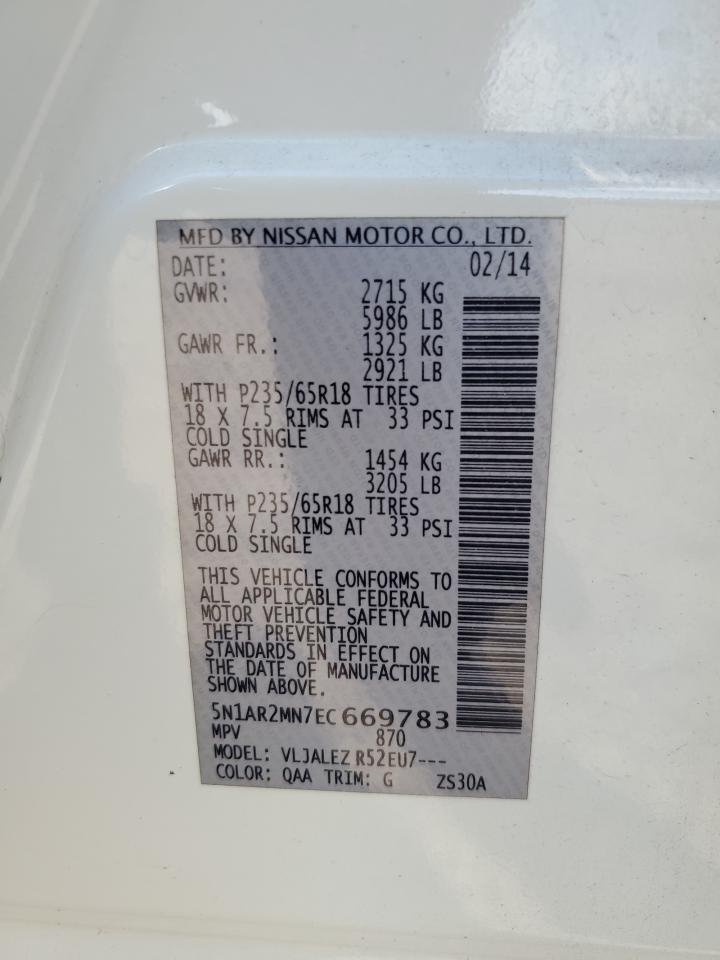 MFD BY NISSAN MOTOR CO., LTD.
DATE: 02/14
GVWR: 2715 KG
5986 LB
GAWR FR.: 1325 KG
2921 LB
WITH P235/65R18 TIRES
18 X 7.5 RIMS AT 33 PSI
COLD SINGLE
GAWR RR.: 1454 KG
3205 LB
WITH P235/65R18 TIRES
18 X 7.5 RIMS AT 33 PSI
COLD SINGLE
THIS VEHICLE CONFORMS TO
ALL APPLICABLE FEDERAL
MOTOR VEHICLE SAFETY AND
THEFT PREVENTION
STANDARDS IN EFFECT ON
THE DATE OF MANUFACTURE
SHOWN ABOVE.
5N1AR2MN7EC669783
MPV 870
MODEL: VLJALEZ R52EU7---
COLOR: QAA TRIM: G ZS30A